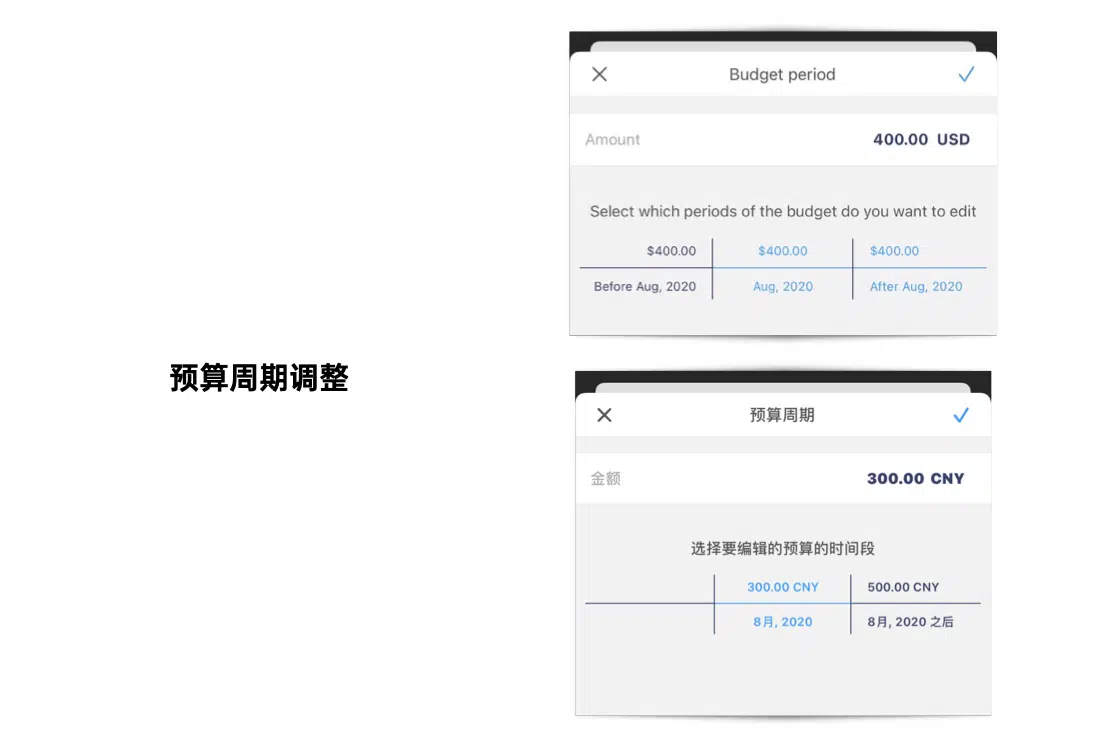 预算周期调整
Budget period
Amount 400.00 USD
Select which periods of the budget do you want to edit
$400.00 $400.00 $400.00
Before Aug, 2020 Aug, 2020 After Aug, 2020
预算周期
金额 300.00 CNY
选择要编辑的预算的时间段
300.00 CNY 500.00 CNY
8月, 2020 8月, 2020 之后